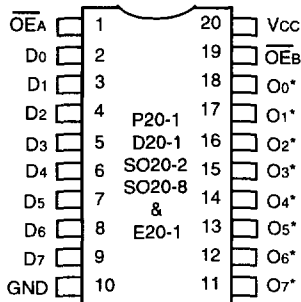 OEA 1 20 Vcc
D0 2 19 OEB
D1 3 18 O0*
D2 4 17 O1*
D3 5 16 O2*
D4 6 15 O3*
D5 7 14 O4*
D6 8 13 O5*
D7 9 12 O6*
GND 10 11 O7*
P20-1
D20-1
SO20-2
SO20-8
&
E20-1